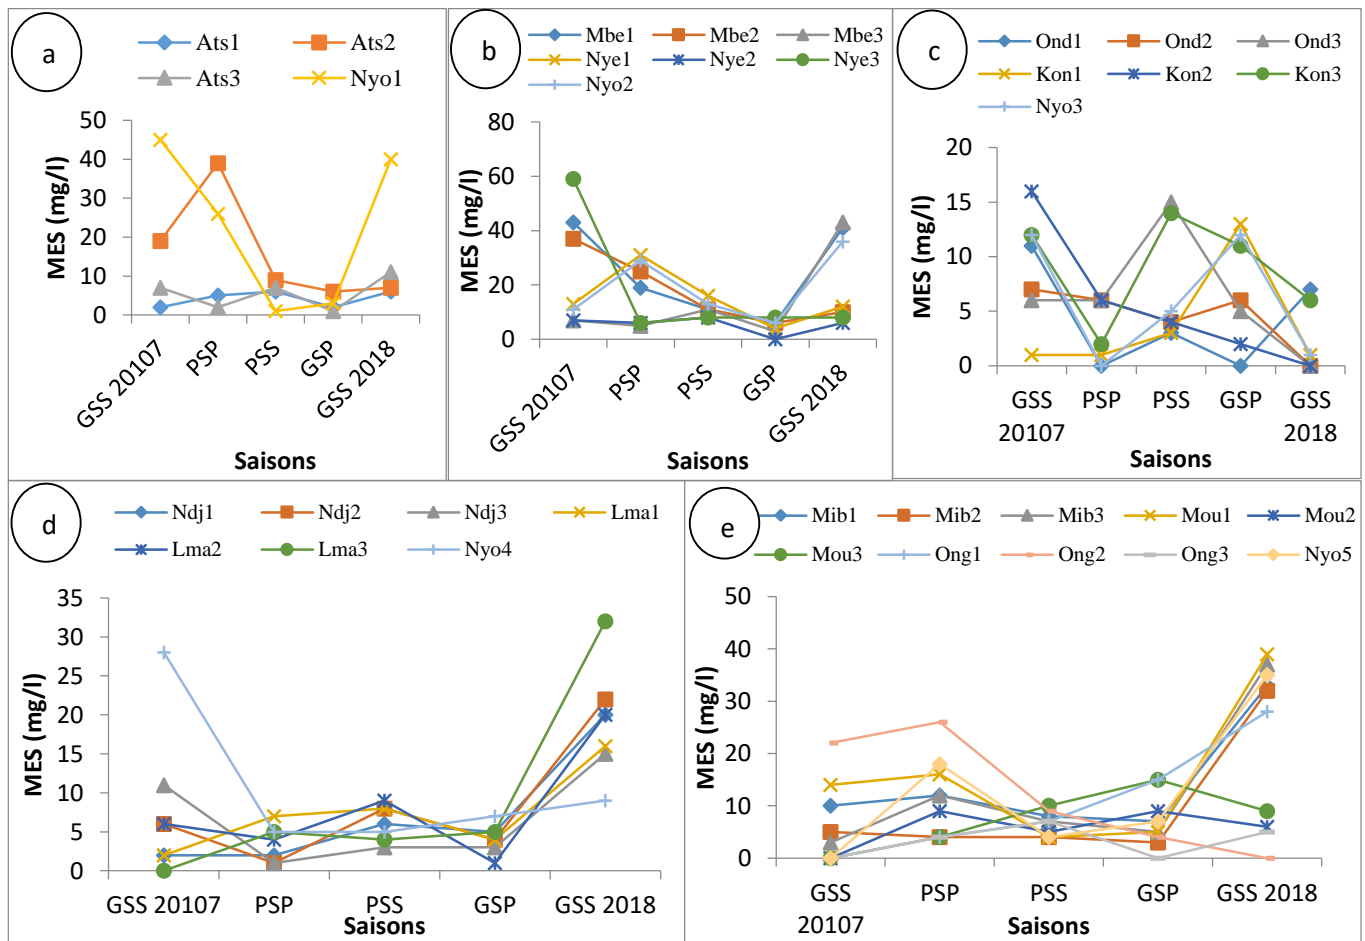 a
Ats1 Ats2
Ats3 Nyo1
50
40
30
20
10
0
MES (mg/l)
GSS 20107 PSP PSS GSP GSS 2018
Saisons
b
Mbe1 Mbe2 Mbe3
Nye1 Nye2 Nye3
Nyo2
80
60
40
20
0
MES (mg/l)
GSS 20107 PSP PSS GSP GSS 2018
Saisons
c
Ond1 Ond2 Ond3
Kon1 Kon2 Kon3
Nyo3
20
15
10
5
0
MES (mg/l)
GSS PSP PSS GSP GSS
20107 2018
Saisons
d
Ndj1 Ndj2 Ndj3 Lma1
Lma2 Lma3 Nyo4
35
30
25
20
15
10
5
0
MES (mg/l)
GSS 20107 PSP PSS GSP GSS 2018
Saisons
e
Mib1 Mib2 Mib3 Mou1 Mou2
Mou3 Ong1 Ong2 Ong3 Nyo5
50
40
30
20
10
0
MES (mg/l)
GSS PSP PSS GSP GSS 2018
20107
Saisons